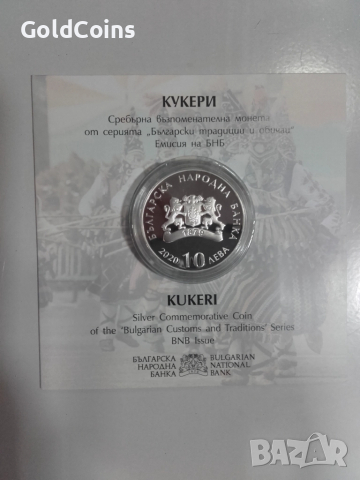 GoldCoins
КУКЕРИ
Сребърна възпоменателна монета
от серията „Български традиции и обичаи“
Емисия на БНБ
БЪЛГАРСКА НАРОДНА БАНКА
1879
2020 10 ЛЕВА
KUKERI
Silver Commemorative Coin
of the "Bulgarian Customs and Traditions" Series
BNB Issue
БЪЛГАРСКА BULGARIAN
НАРОДНА NATIONAL
БАНКА BANK
BAZAR